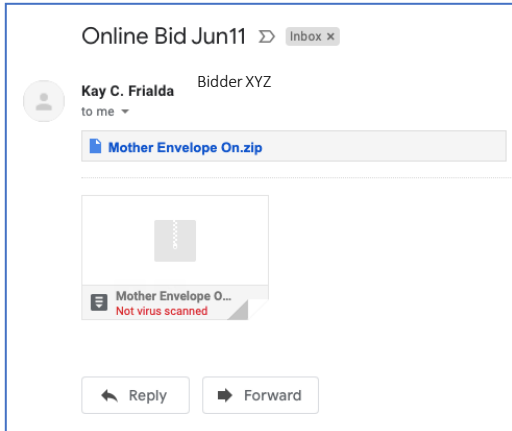 Online Bid Jun11 Inbox ×
Kay C. Frialda Bidder XYZ
to me
Mother Envelope On.zip
Mother Envelope O...
Not virus scanned
Reply Forward